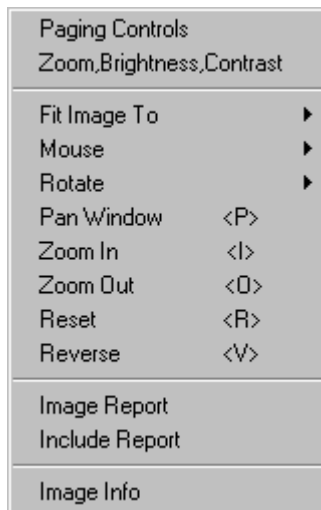 Paging Controls
Zoom,Brightness,Contrast
Fit Image To
Mouse
Rotate
Pan Window <P>
Zoom In <I>
Zoom Out <O>
Reset <R>
Reverse <V>
Image Report
Include Report
Image Info